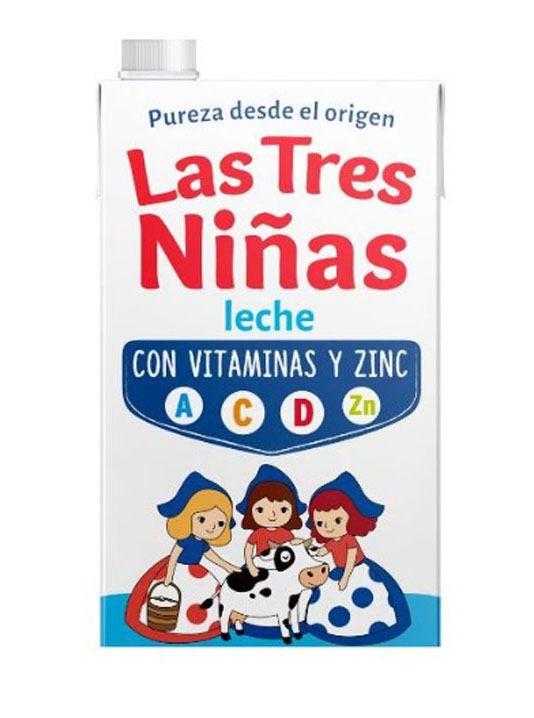 Pureza desde el origen
Las Tres
Niñas
leche
CON VITAMINAS Y ZINC
A C D Zn